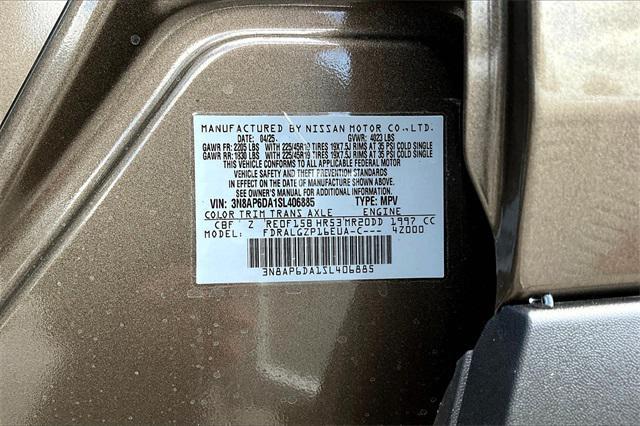 MANUFACTURED BY NISSAN MOTOR CO.,LTD.
DATE: 04/25 GVWR: 4023 LBS
GAWR FR: 2205 LBS WITH 225/45R19 TIRES 19X7.5J RIMS AT 35 PSI COLD SINGLE
GAWR RR: 1830 LBS WITH 225/45R19 TIRES 19X7.5J RIMS AT 35 PSI COLD SINGLE
THIS VEHICLE CONFORMS TO ALL APPLICABLE FEDERAL MOTOR
VEHICLE SAFETY AND THEFT PREVENTION STANDARDS
IN EFFECT ON THE DATE OF MANUFACTURE SHOWN ABOVE.
SEE OWNER'S MANUAL FOR ADDITIONAL INFORMATION.
VIN: 3N8AP6DA1SL406885 TYPE: MPV
COLOR TRIM TRANS AXLE ENGINE
CBF Z RE0F15B HR53 MR20DD 1997 CC
MODEL: FDRALGZP16EUA-C--- 4Z000
3N8AP6DA1SL406885